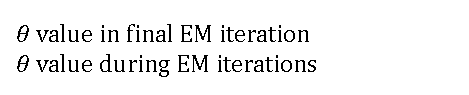 θ value in final EM iteration
θ value during EM iterations